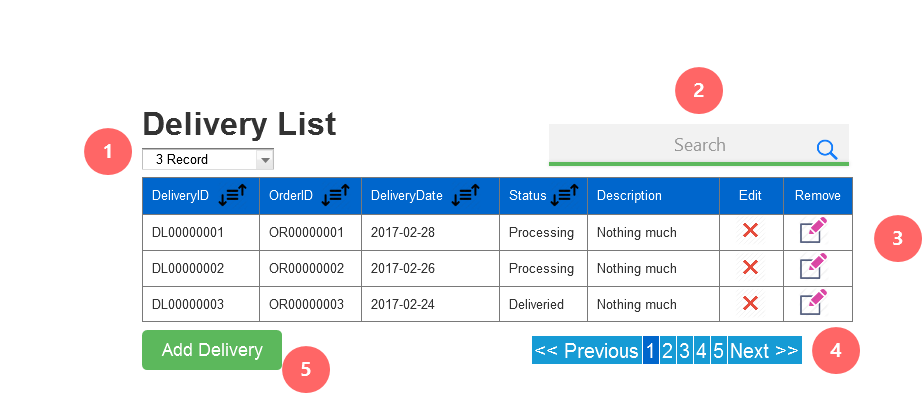 2
Delivery List
1
3 Record
Search
DeliveryID OrderID DeliveryDate Status Description Edit Remove
DL00000001 OR00000001 2017-02-28 Processing Nothing much
3
DL00000002 OR00000002 2017-02-26 Processing Nothing much
DL00000003 OR00000003 2017-02-24 Deliveried Nothing much
Add Delivery
<< Previous 1 2 3 4 5 Next >>
4
5